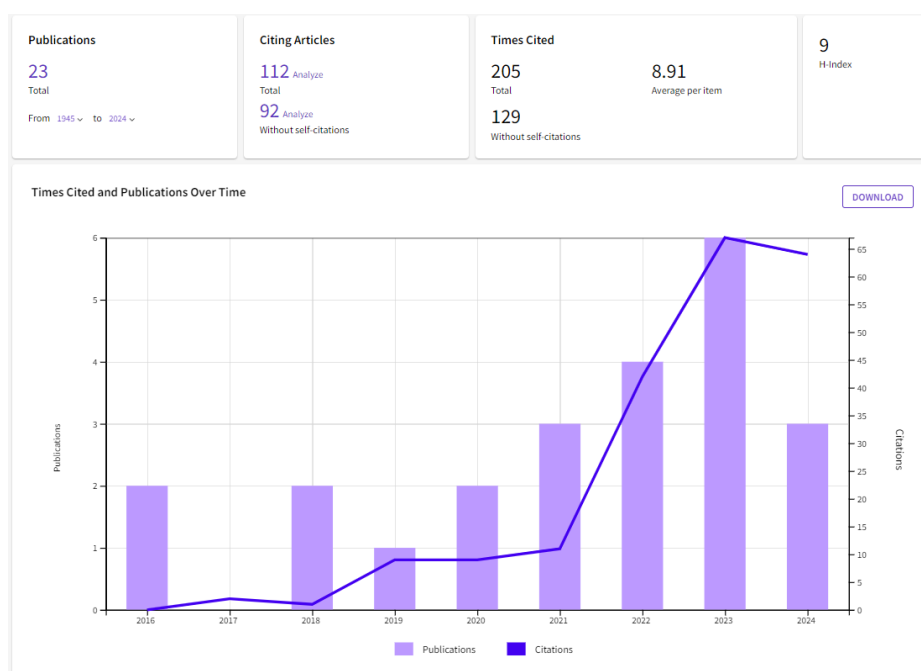 Publications
23
Total
From 1945 to 2024
Citing Articles
112 Analyze
Total
92 Analyze
Without self-citations
Times Cited
205
Total
8.91
Average per item
129
Without self-citations
9
H-Index
Times Cited and Publications Over Time
DOWNLOAD
6
5
4
3
2
1
0
Publications
65
60
55
50
45
40
35
30
25
20
15
10
5
0
Citations
2016 2017 2018 2019 2020 2021 2022 2023 2024
Publications Citations